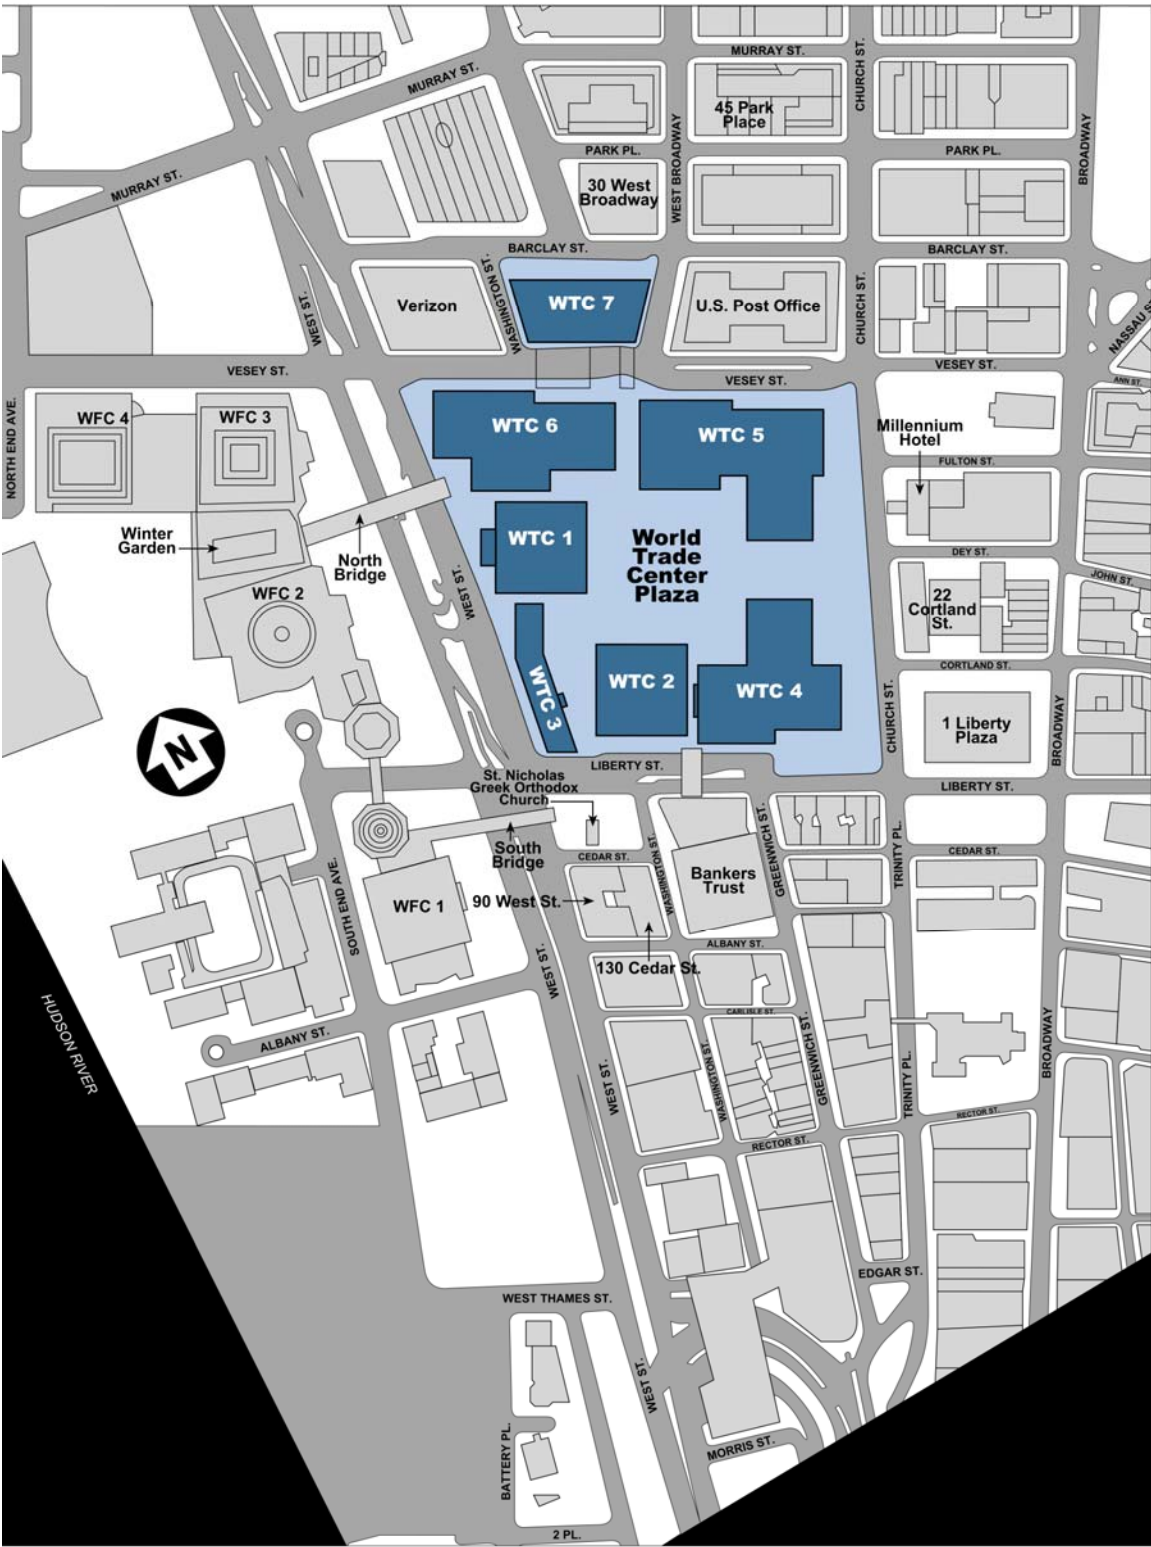 MURRAY ST.
CHURCH ST.
MURRAY ST.
45 Park
Place
WEST BROADWAY
BROADWAY
PARK PL.
PARK PL.
MURRAY ST.
30 West
Broadway
BARCLAY ST.
BARCLAY ST.
WASHINGTON ST.
WEST ST.
Verizon
WTC 7
U.S. Post Office
CHURCH ST.
NASSAU ST.
VESEY ST.
VESEY ST.
VESEY ST.
ANN ST.
NORTH END AVE.
WFC 4
WFC 3
WTC 6
WTC 5
Millennium
Hotel
FULTON ST.
Winter
Garden
North
Bridge
WTC 1
World
Trade
Center
Plaza
DEY ST.
JOHN ST.
WFC 2
WEST ST.
22
Cortland
St.
CORTLAND ST.
WTC 3
WTC 2
WTC 4
CHURCH ST.
1 Liberty
Plaza
BROADWAY
N
LIBERTY ST.
LIBERTY ST.
St. Nicholas
Greek Orthodox
Church
South
Bridge
CEDAR ST.
WASHINGTON ST.
GREENWICH ST.
TRINITY PL.
CEDAR ST.
Bankers
Trust
SOUTH END AVE.
WFC 1
90 West St.
ALBANY ST.
130 Cedar St.
WEST ST.
HUDSON RIVER
ALBANY ST.
CARLISLE ST.
WEST ST.
WASHINGTON ST.
GREENWICH ST.
TRINITY PL.
BROADWAY
RECTOR ST.
RECTOR ST.
EDGAR ST.
WEST THAMES ST.
WEST ST.
BATTERY PL.
MORRIS ST.
2 PL.